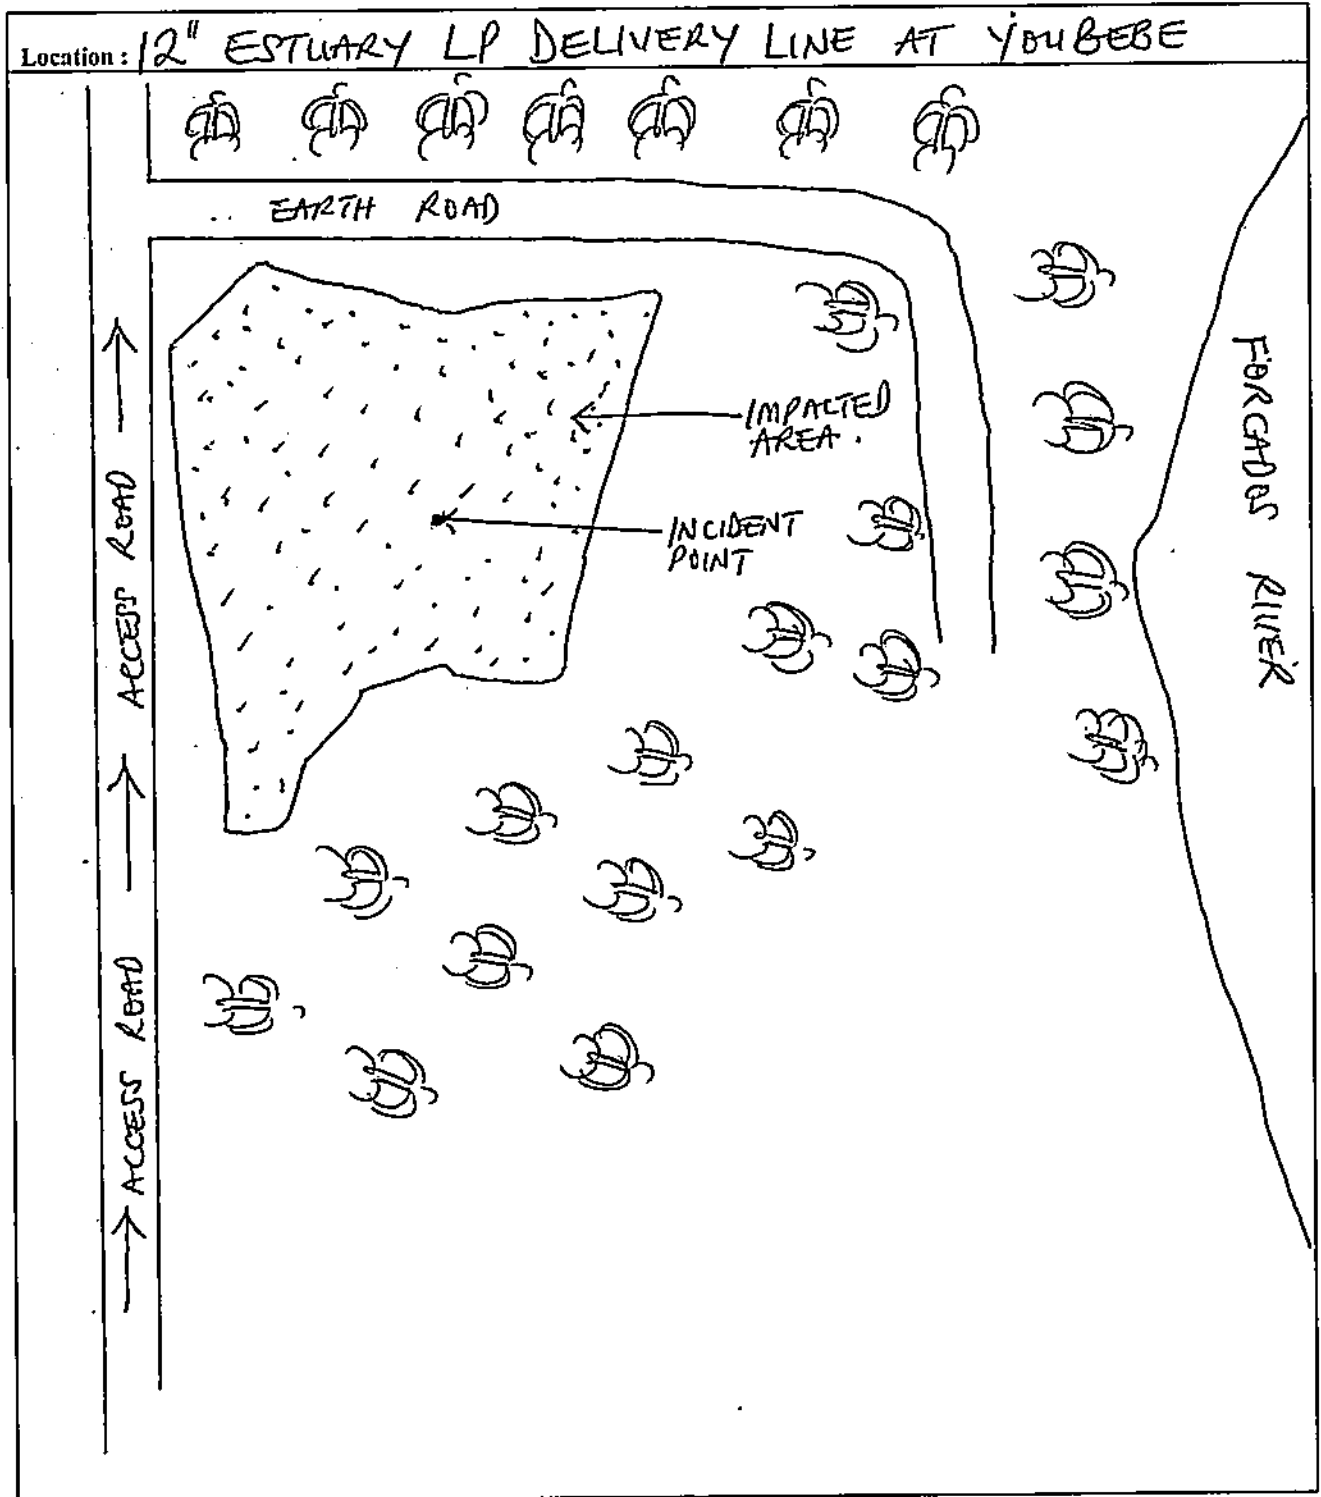 Location : 12" ESTUARY LP DELIVERY LINE AT YOUBEBE
EARTH ROAD
IMPACTED
AREA.
INCIDENT
POINT
ACCESS ROAD
ACCESS ROAD
FORCADOS RIVER